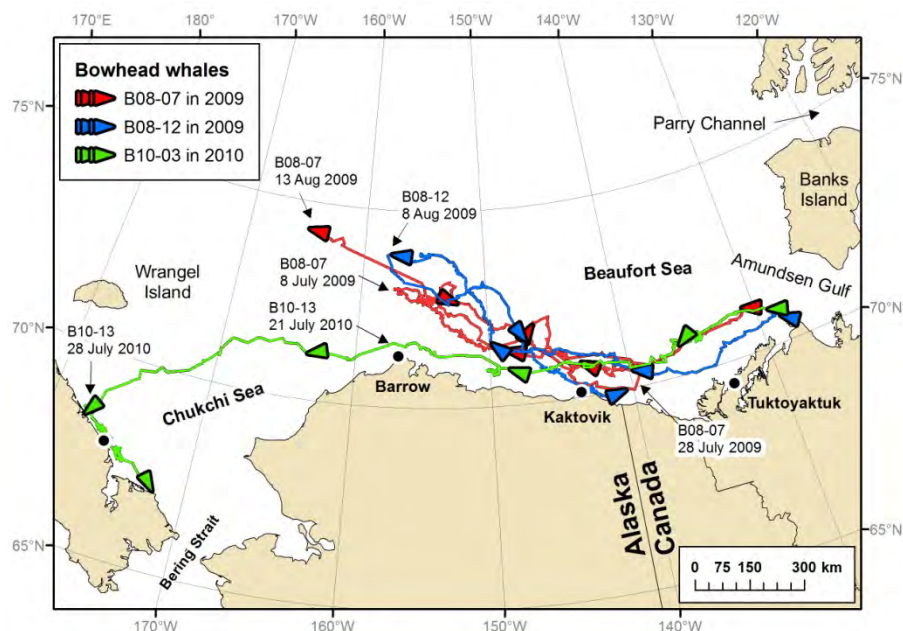 170°E
180°
170°W
160°W
150°W
140°W
130°W
120°W
Bowhead whales
B08-07 in 2009
B08-12 in 2009
B10-03 in 2010
75°N
75°N
Parry Channel
B08-07
13 Aug 2009
B08-12
8 Aug 2009
Banks
Island
Wrangel
Island
B08-07
8 July 2009
Beaufort Sea
Amundsen Gulf
70°N
70°N
B10-13
28 July 2010
B10-13
21 July 2010
Barrow
Chukchi Sea
Kaktovik
Tuktoyaktuk
B08-07
28 July 2009
Alaska
Canada
Bering Strait
65°N
65°N
0 75 150 300 km
170°W
160°W
150°W
140°W